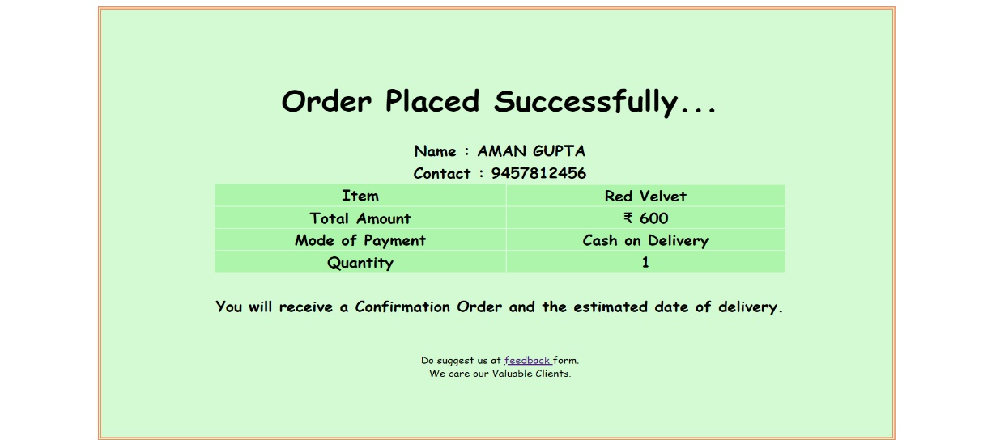 Order Placed Successfully...
Name : AMAN GUPTA
Contact : 9457812456
Item Red Velvet
Total Amount ₹ 600
Mode of Payment Cash on Delivery
Quantity 1
You will receive a Confirmation Order and the estimated date of delivery.
Do suggest us at feedback form.
We care our Valuable Clients.